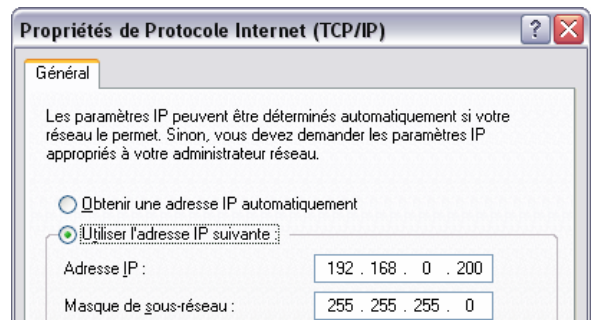 Propriétés de Protocole Internet (TCP/IP)
Général
Les paramètres IP peuvent être déterminés automatiquement si votre
réseau le permet. Sinon, vous devez demander les paramètres IP
appropriés à votre administrateur réseau.
Obtenir une adresse IP automatiquement
Utiliser l'adresse IP suivante :
Adresse IP : 192 . 168 . 0 . 200
Masque de sous-réseau : 255 . 255 . 255 . 0